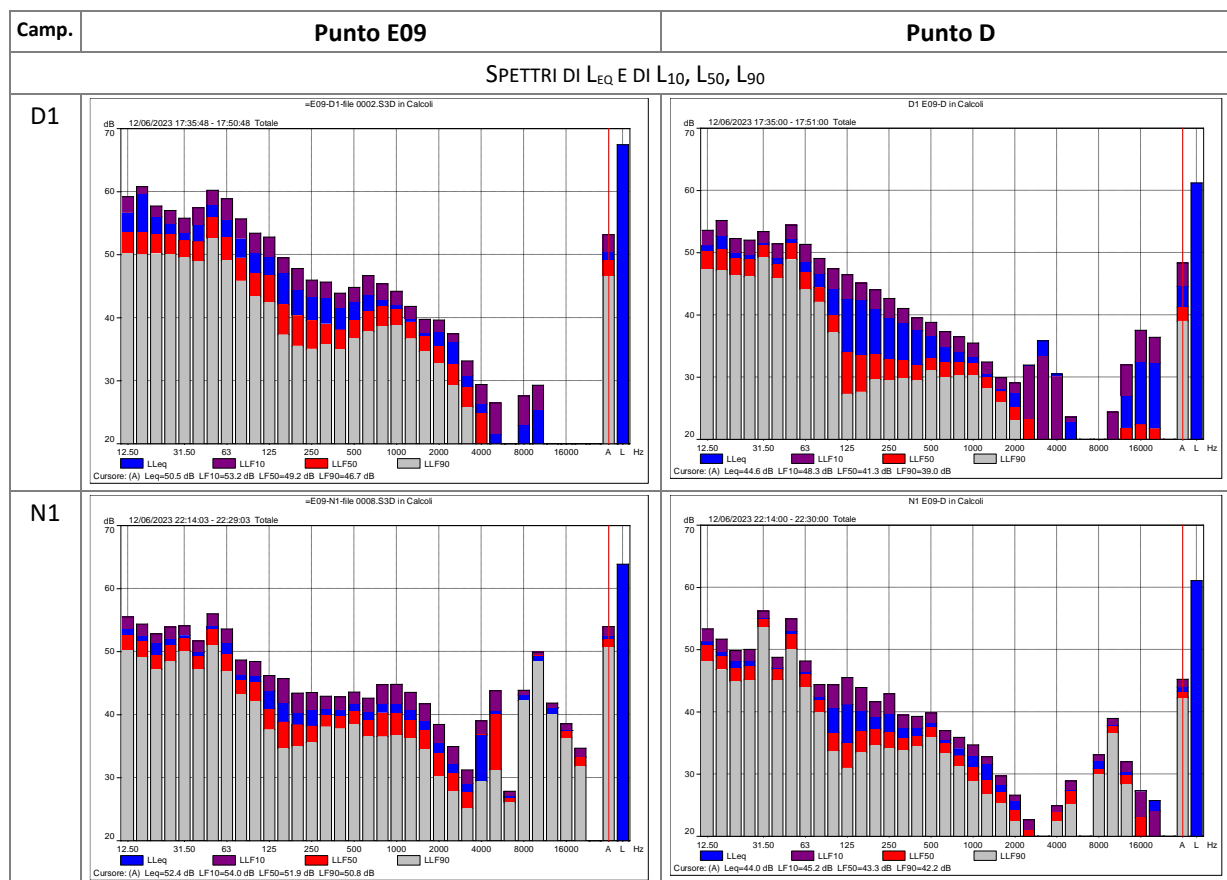 Camp. Punto E09 Punto D
SPETTRI DI LEQ E DI L10, L50, L90
D1
=E09-D1-file 0002.S3D in Calcoli
dB 12/06/2023 17:35:48 - 17:50:48 Totale
70
60
50
40
30
20
12.50 31.50 63 125 250 500 1000 2000 4000 8000 16000 A L Hz
LLeq LLF10 LLF50 LLF90
Cursore: (A) Leq=50.5 dB LF10=53.2 dB LF50=49.2 dB LF90=46.7 dB
D1 E09-D in Calcoli
dB 12/06/2023 17:35:00 - 17:51:00 Totale
70
60
50
40
30
20
12.50 31.50 63 125 250 500 1000 2000 4000 8000 16000 A L Hz
LLeq LLF10 LLF50 LLF90
Cursore: (A) Leq=44.6 dB LF10=48.3 dB LF50=41.3 dB LF90=39.0 dB
N1
=E09-N1-file 0008.S3D in Calcoli
dB 12/06/2023 22:14:03 - 22:29:03 Totale
70
60
50
40
30
20
12.50 31.50 63 125 250 500 1000 2000 4000 8000 16000 A L Hz
LLeq LLF10 LLF50 LLF90
Cursore: (A) Leq=52.4 dB LF10=54.0 dB LF50=51.9 dB LF90=50.8 dB
N1 E09-D in Calcoli
dB 12/06/2023 22:14:00 - 22:30:00 Totale
70
60
50
40
30
20
12.50 31.50 63 125 250 500 1000 2000 4000 8000 16000 A L Hz
LLeq LLF10 LLF50 LLF90
Cursore: (A) Leq=44.0 dB LF10=45.2 dB LF50=43.3 dB LF90=42.2 dB